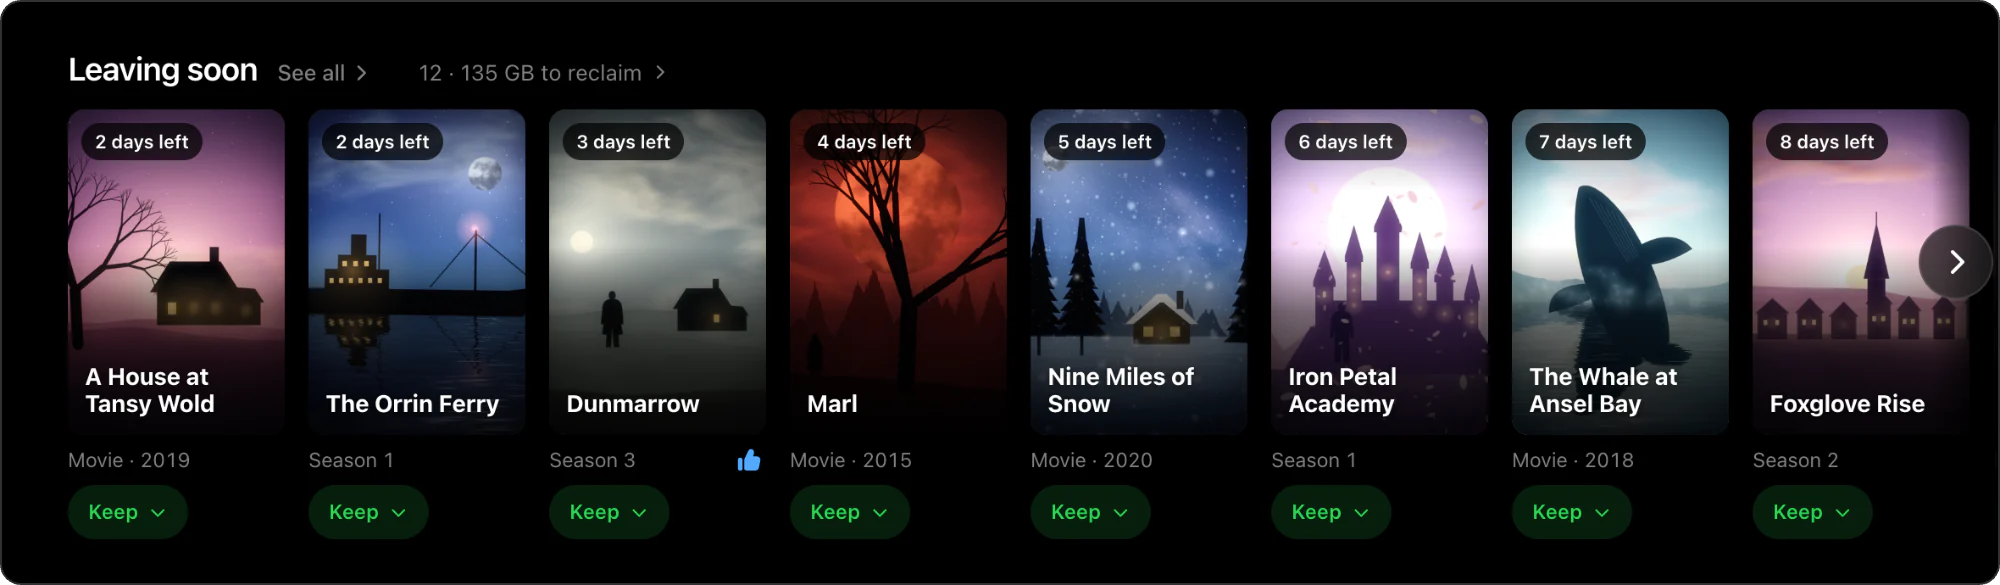 Leaving soon See all 12 · 135 GB to reclaim
2 days left
2 days left
3 days left
4 days left
5 days left
6 days left
7 days left
8 days left
A House at
Tansy Wold
The Orrin Ferry
Dunmarrow
Marl
Nine Miles of
Snow
Iron Petal
Academy
The Whale at
Ansel Bay
Foxglove Rise
Movie · 2019
Season 1
Season 3
Movie · 2015
Movie · 2020
Season 1
Movie · 2018
Season 2
Keep
Keep
Keep
Keep
Keep
Keep
Keep
Keep